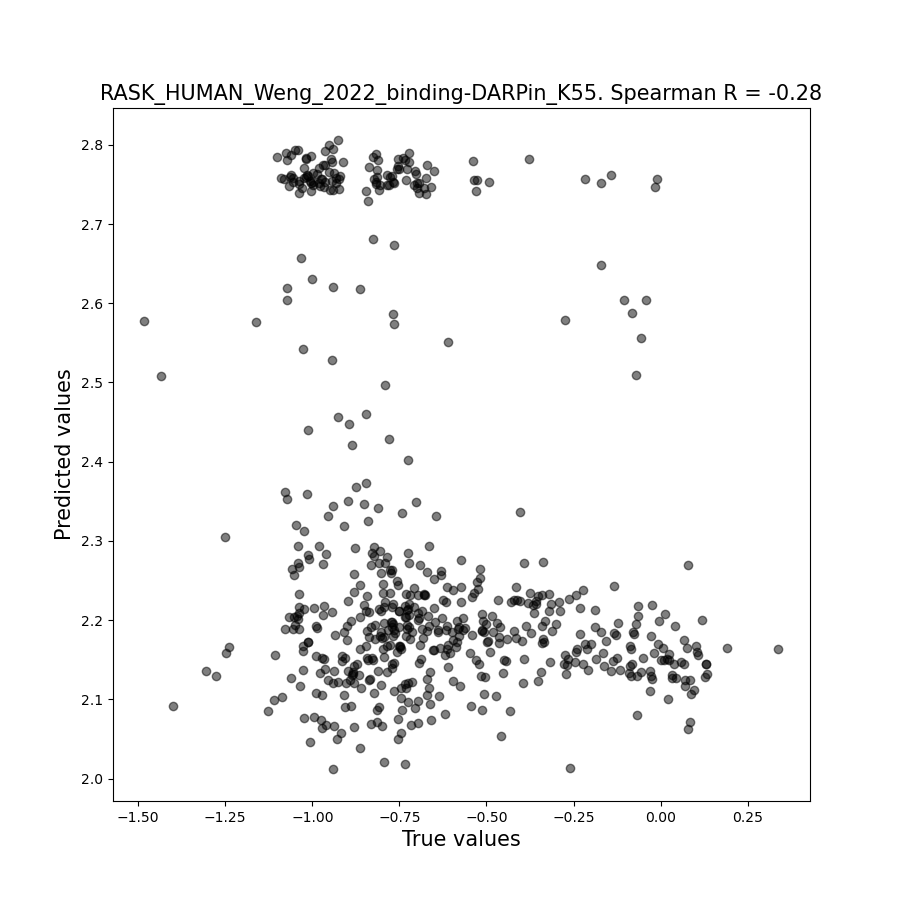 RASK_HUMAN_Weng_2022_binding-DARPin_K55. Spearman R = -0.28
2.8
2.7
2.6
2.5
2.4
2.3
2.2
2.1
2.0
Predicted values
−1.50 −1.25 −1.00 −0.75 −0.50 −0.25 0.00 0.25
True values